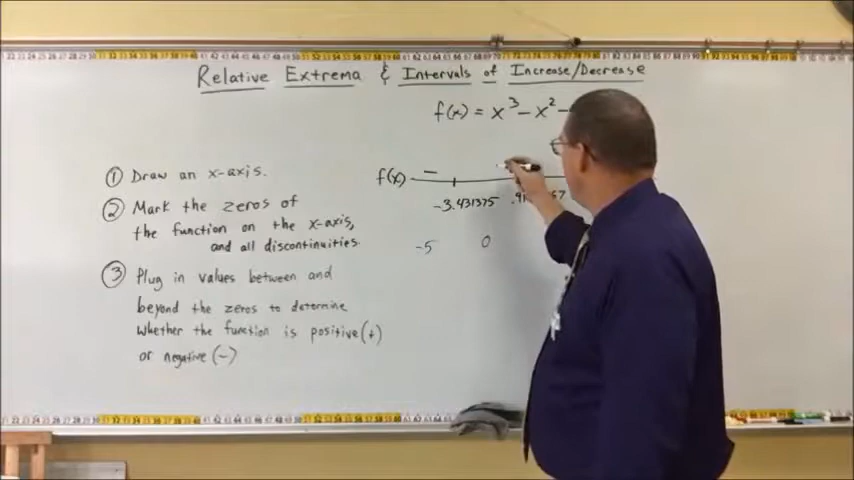 Relative Extrema & Intervals of Increase/Decrease
f(x) = x³ - x² -
① Draw an x-axis.
② Mark the zeros of
the function on the x-axis,
and all discontinuities.
③ Plug in values between and
beyond the zeros to determine
whether the function is positive (+)
or negative (-)
f(x) -
-3.431375
-5 0